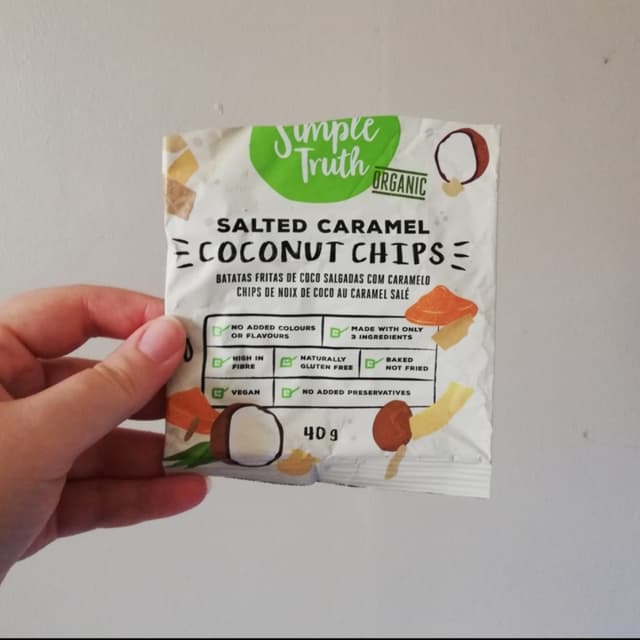 Simple
Truth
ORGANIC
SALTED CARAMEL
COCONUT CHIPS
BATATAS FRITAS DE COCO SALGADAS COM CARAMELO
CHIPS DE NOIX DE COCO AU CARAMEL SALÉ
NO ADDED COLOURS
OR FLAVOURS
MADE WITH ONLY
3 INGREDIENTS
HIGH IN
FIBRE
NATURALLY
GLUTEN FREE
BAKED
NOT FRIED
VEGAN
NO ADDED PRESERVATIVES
40 g